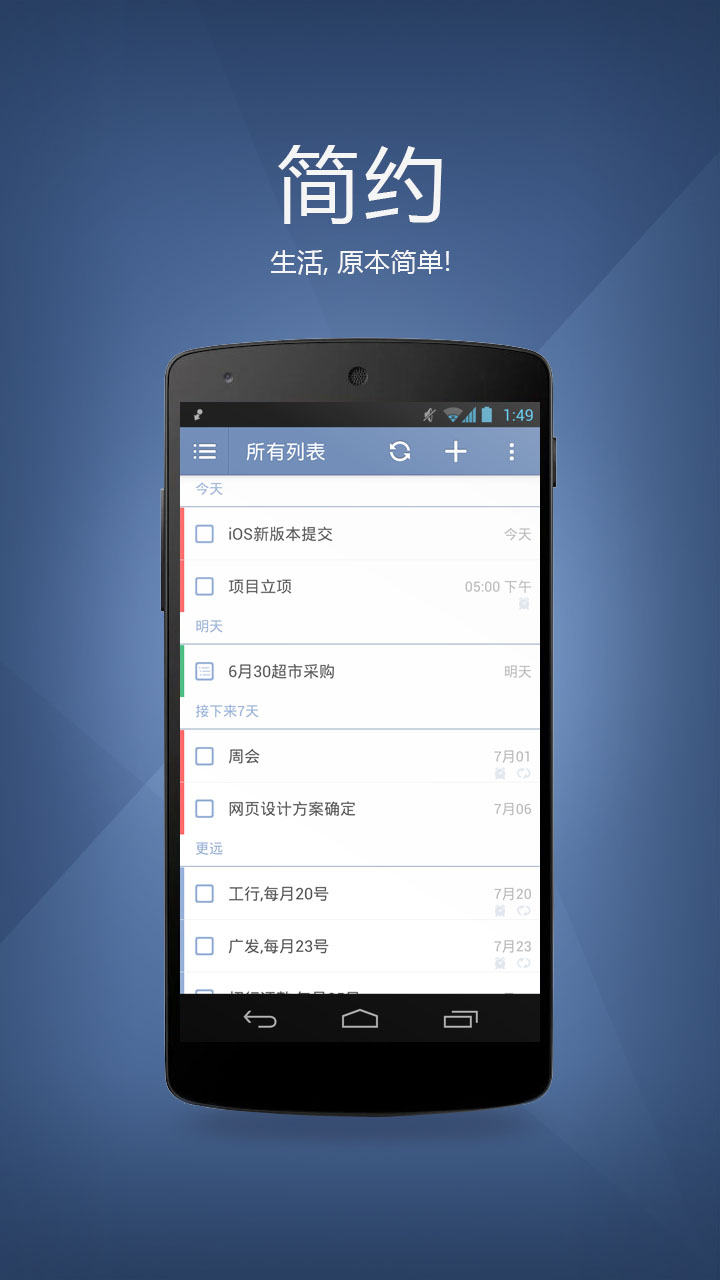 简约
生活, 原本简单!
1:49
所有列表
今天
iOS新版本提交 今天
项目立项 05:00 下午
明天
6月30超市采购 明天
接下来7天
周会 7月01
网页设计方案确定 7月06
更远
工行,每月20号 7月20
广发,每月23号 7月23